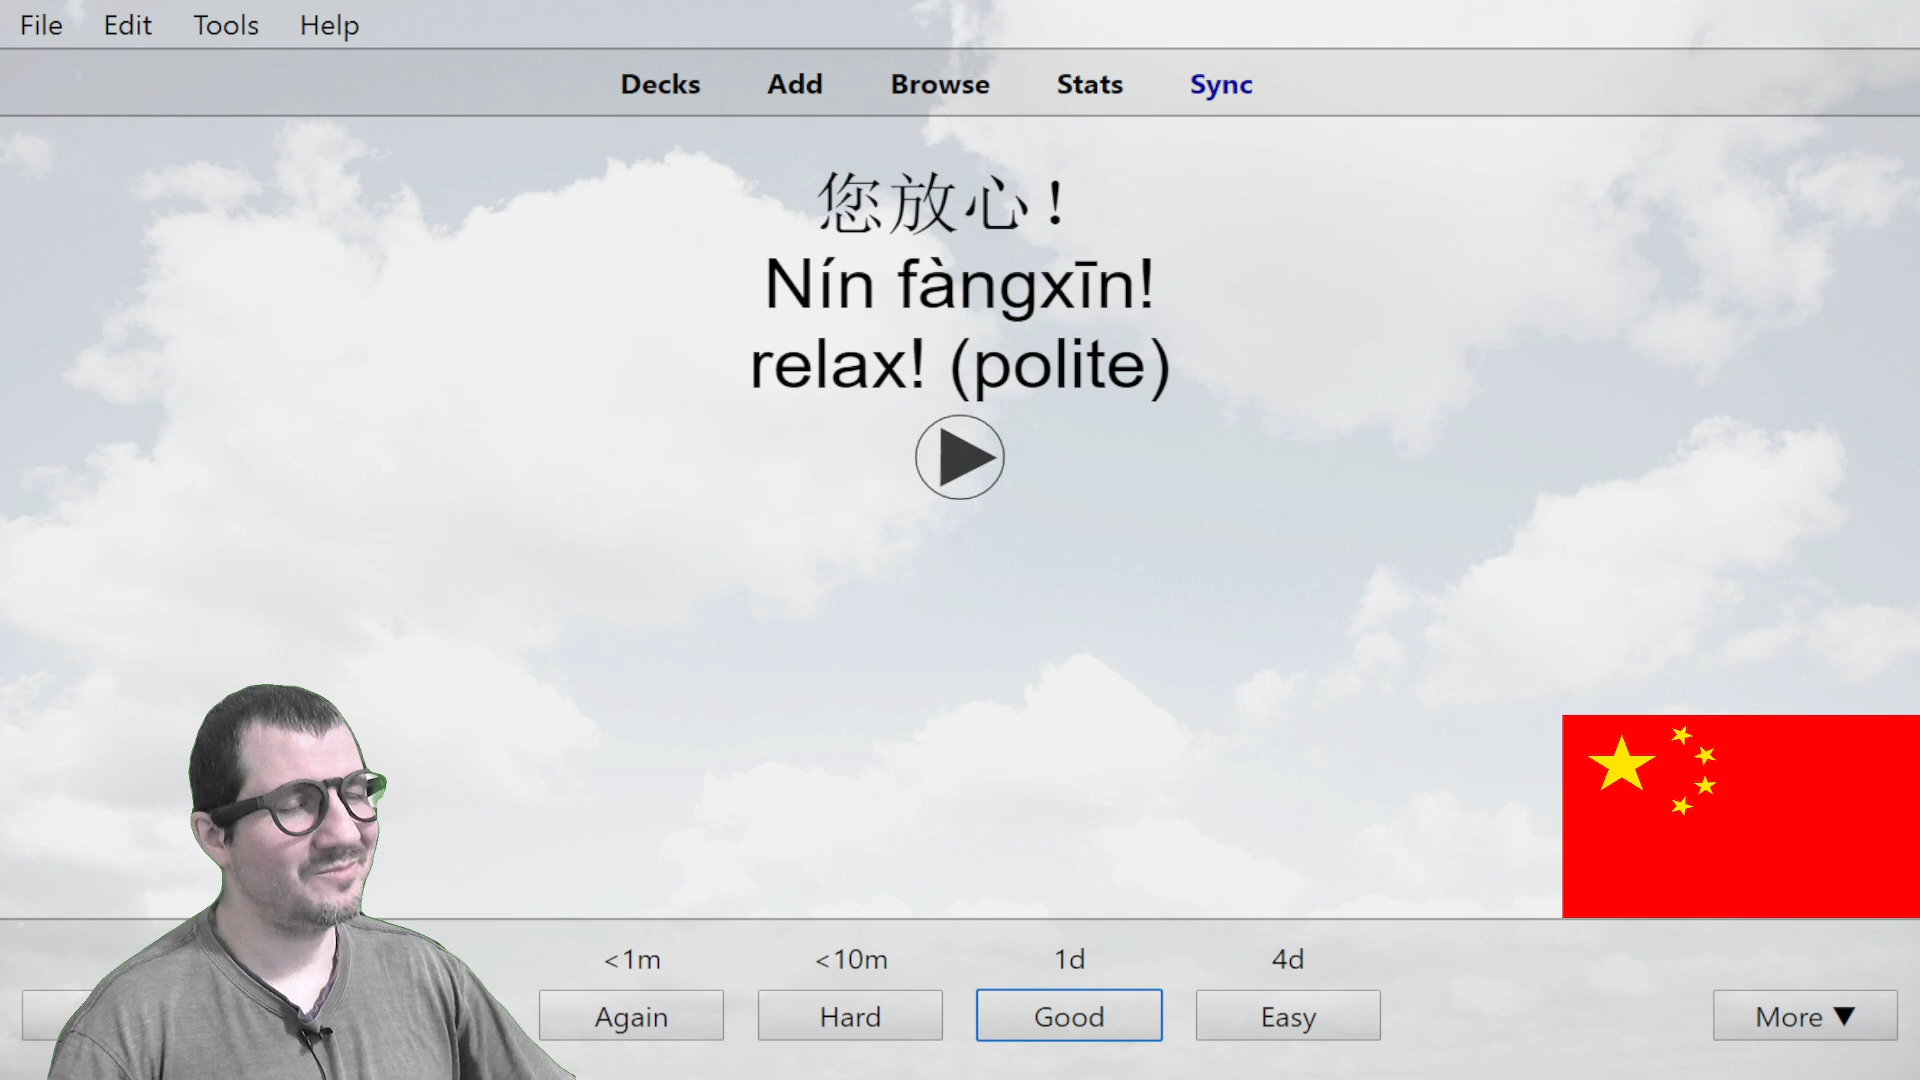 File Edit Tools Help
Decks Add Browse Stats Sync
您放心！
Nín fàngxīn!
relax! (polite)
<1m <10m 1d 4d
Again Hard Good Easy More ▼